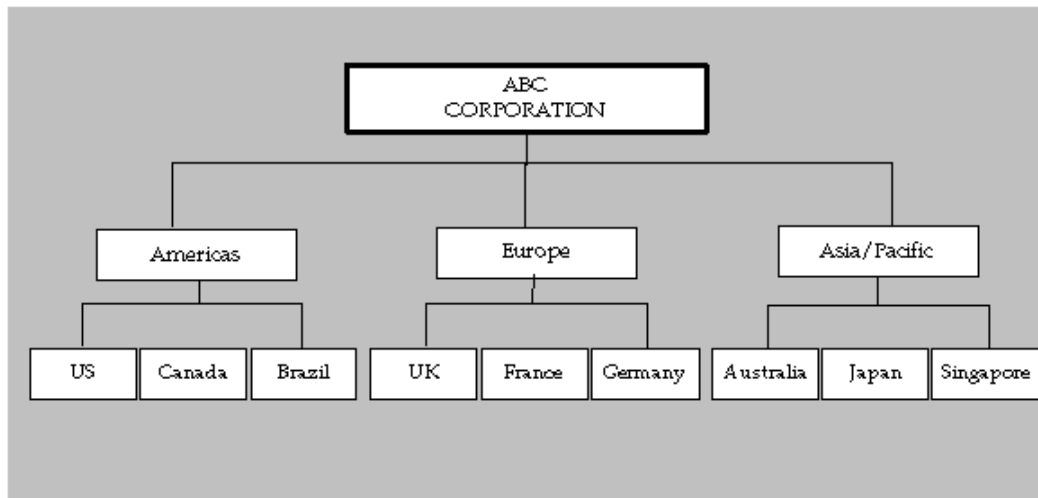 ABC
CORPORATION
Americas
Europe
Asia/Pacific
US
Canada
Brazil
UK
France
Germany
Australia
Japan
Singapore